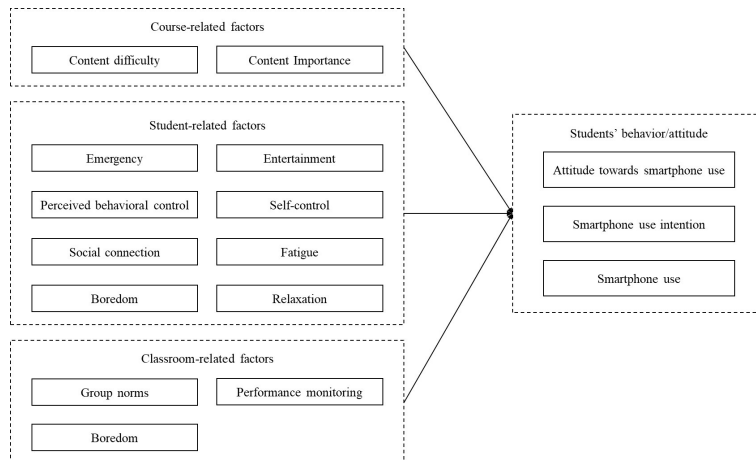 Course-related factors
Content difficulty
Content Importance
Student-related factors
Emergency
Entertainment
Perceived behavioral control
Self-control
Social connection
Fatigue
Boredom
Relaxation
Classroom-related factors
Group norms
Performance monitoring
Boredom
Students’ behavior/attitude
Attitude towards smartphone use
Smartphone use intention
Smartphone use